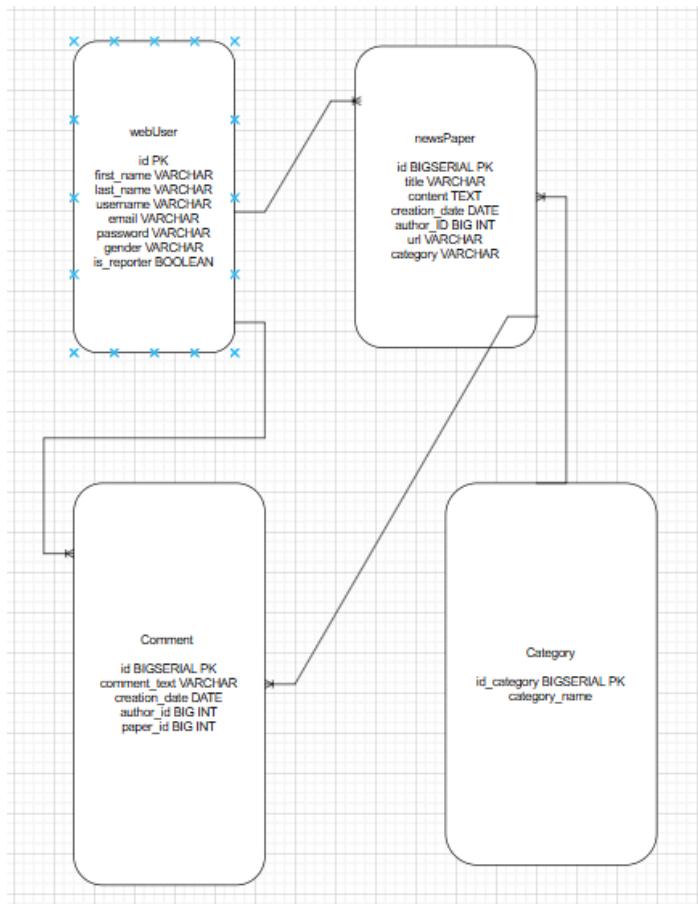 webUser
id PK
first_name VARCHAR
last_name VARCHAR
username VARCHAR
email VARCHAR
password VARCHAR
gender VARCHAR
is_reporter BOOLEAN
newsPaper
id BIGSERIAL PK
title VARCHAR
content TEXT
creation_date DATE
author_ID BIG INT
url VARCHAR
category VARCHAR
Comment
id BIGSERIAL PK
comment_text VARCHAR
creation_date DATE
author_id BIG INT
paper_id BIG INT
Category
id_category BIGSERIAL PK
category_name